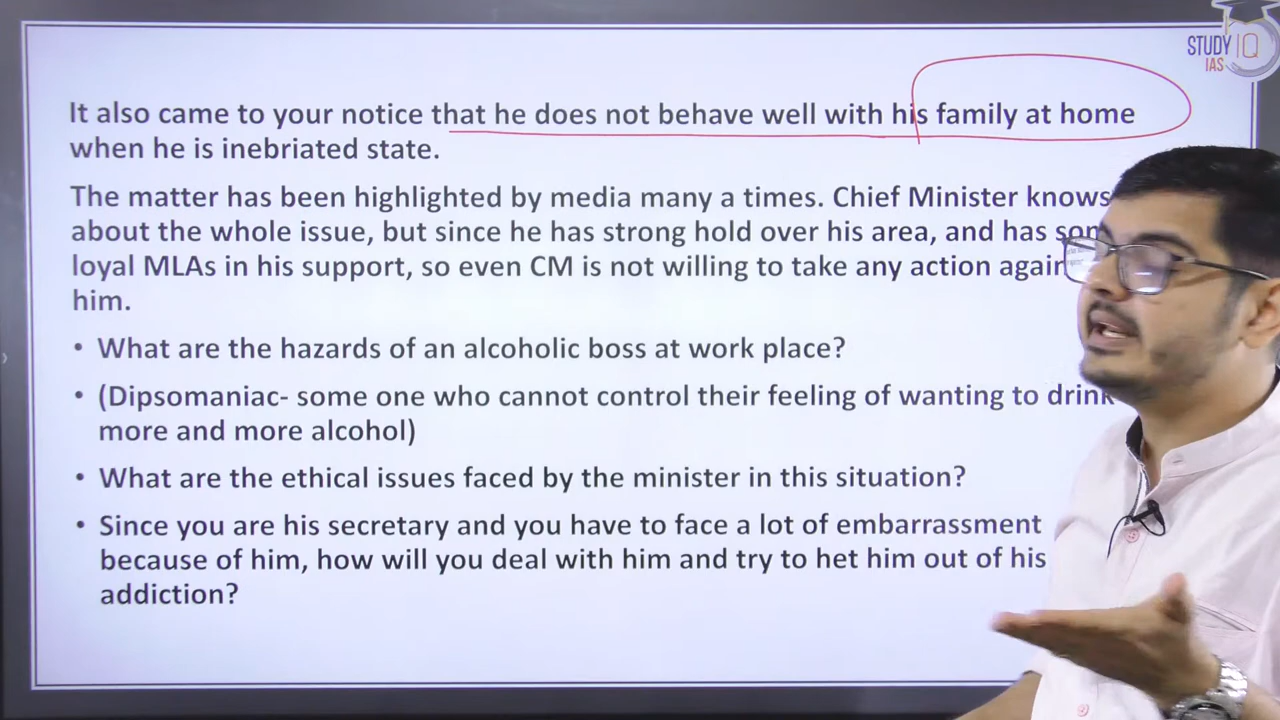 STUDY IQ
IAS
It also came to your notice that he does not behave well with his family at home
when he is inebriated state.
The matter has been highlighted by media many a times. Chief Minister knows
about the whole issue, but since he has strong hold over his area, and has
loyal MLAs in his support, so even CM is not willing to take any action
him.
• What are the hazards of an alcoholic boss at work place?
• (Dipsomaniac- some one who cannot control their feeling of wanting to drink
more and more alcohol)
• What are the ethical issues faced by the minister in this situation?
• Since you are his secretary and you have to face a lot of embarrassment
because of him, how will you deal with him and try to het him out of his
addiction?